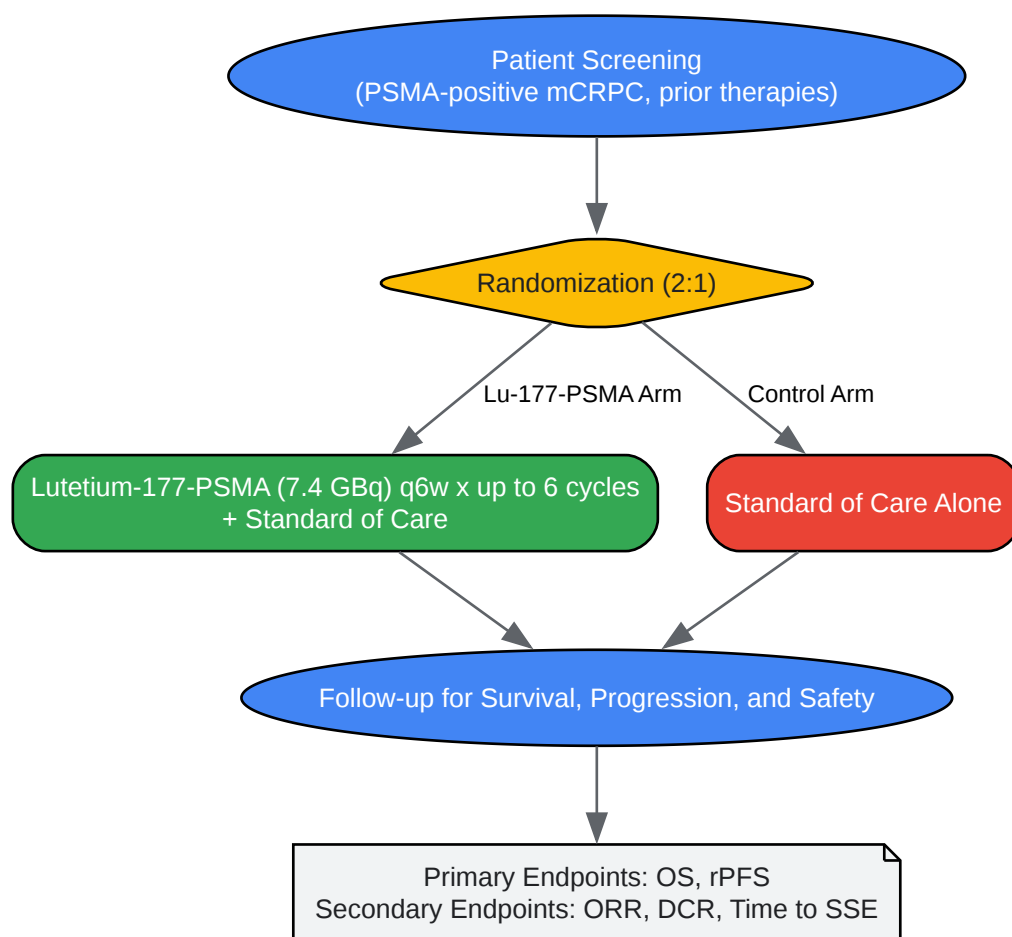 Patient Screening
(PSMA-positive mCRPC, prior therapies)
Randomization (2:1)
Lu-177-PSMA Arm
Control Arm
Lutetium-177-PSMA (7.4 GBq) q6w x up to 6 cycles
+ Standard of Care
Standard of Care Alone
Follow-up for Survival, Progression, and Safety
Primary Endpoints: OS, rPFS
Secondary Endpoints: ORR, DCR, Time to SSE